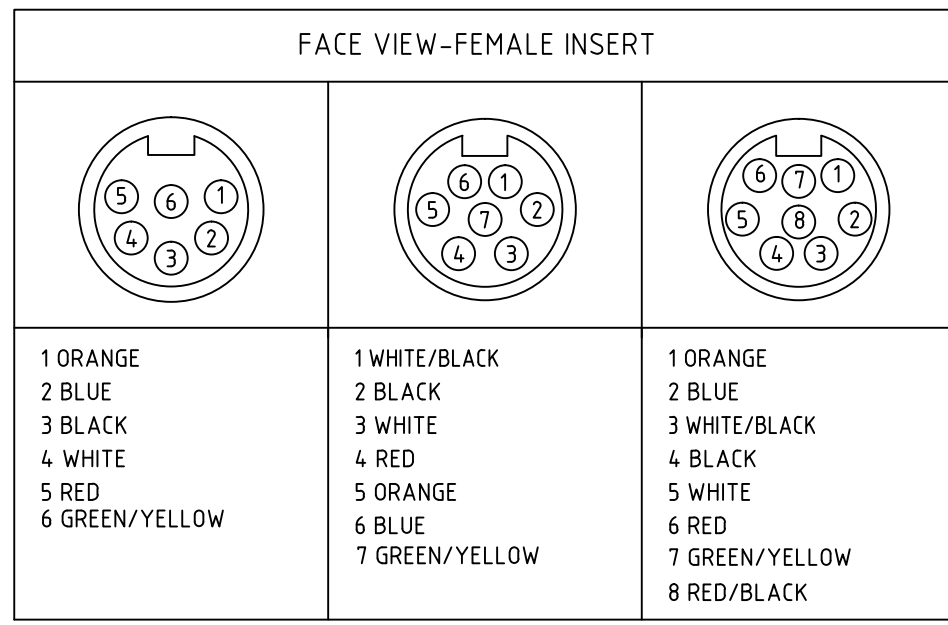 FACE VIEW-FEMALE INSERT
5 6 1
4 3 2
6 1
5 7 2
4 3
6 7 1
5 8 2
4 3
1 ORANGE
2 BLUE
3 BLACK
4 WHITE
5 RED
6 GREEN/YELLOW
1 WHITE/BLACK
2 BLACK
3 WHITE
4 RED
5 ORANGE
6 BLUE
7 GREEN/YELLOW
1 ORANGE
2 BLUE
3 WHITE/BLACK
4 BLACK
5 WHITE
6 RED
7 GREEN/YELLOW
8 RED/BLACK